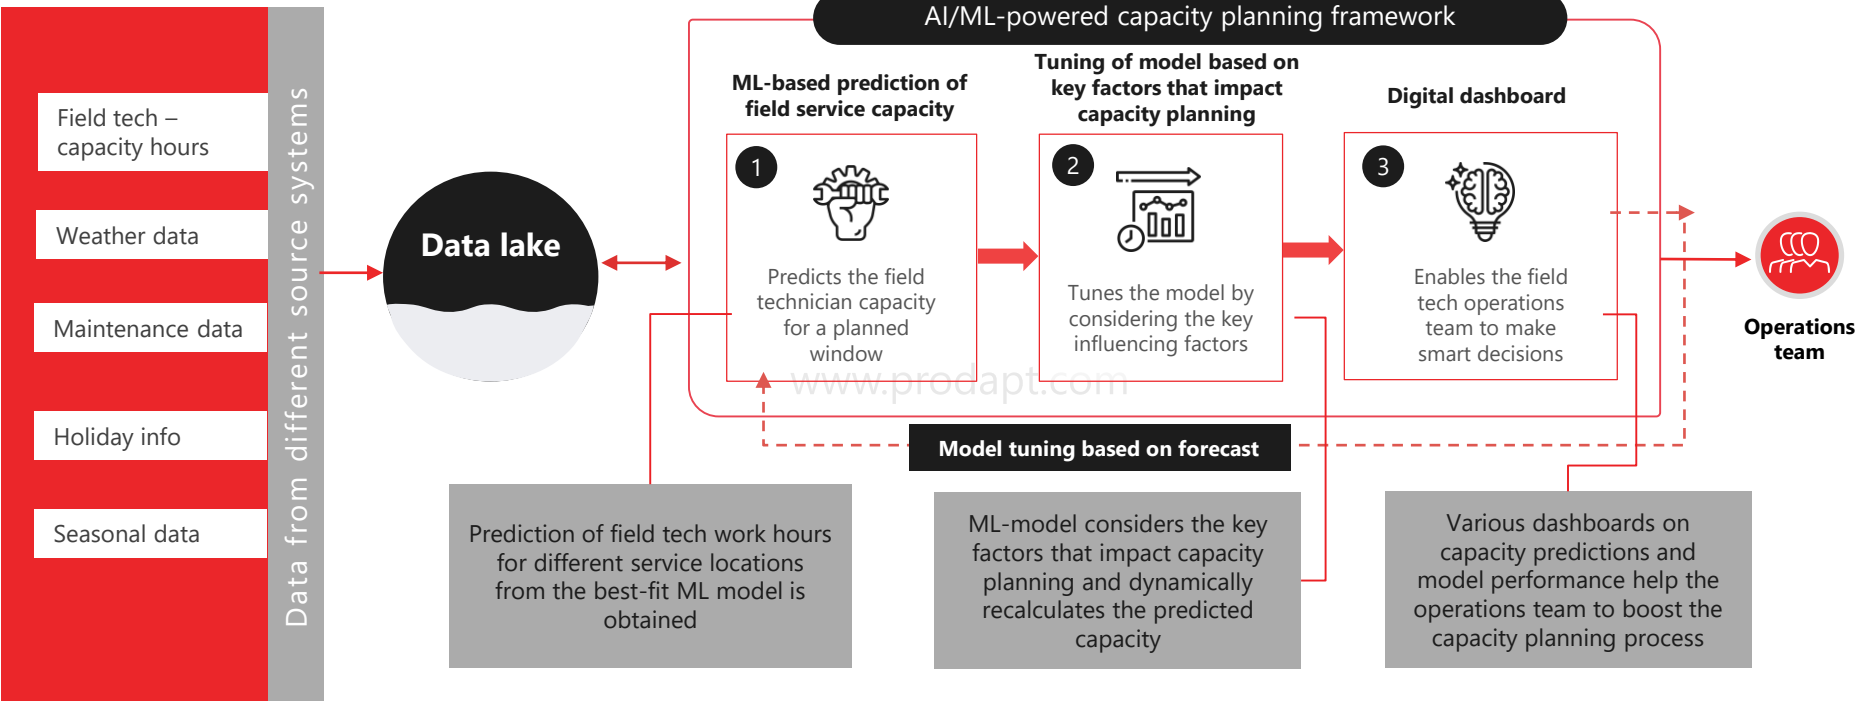 AI/ML-powered capacity planning framework
Data from different source systems
Field tech –
capacity hours
Weather data
Maintenance data
Holiday info
Seasonal data
Data lake
ML-based prediction of
field service capacity
1
Predicts the field
technician capacity
for a planned
window
Tuning of model based on
key factors that impact
capacity planning
2
Tunes the model by
considering the key
influencing factors
Digital dashboard
3
Enables the field
tech operations
team to make
smart decisions
Operations
team
www.prodapt.com
Model tuning based on forecast
Prediction of field tech work hours
for different service locations
from the best-fit ML model is
obtained
ML-model considers the key
factors that impact capacity
planning and dynamically
recalculates the predicted
capacity
Various dashboards on
capacity predictions and
model performance help the
operations team to boost the
capacity planning process